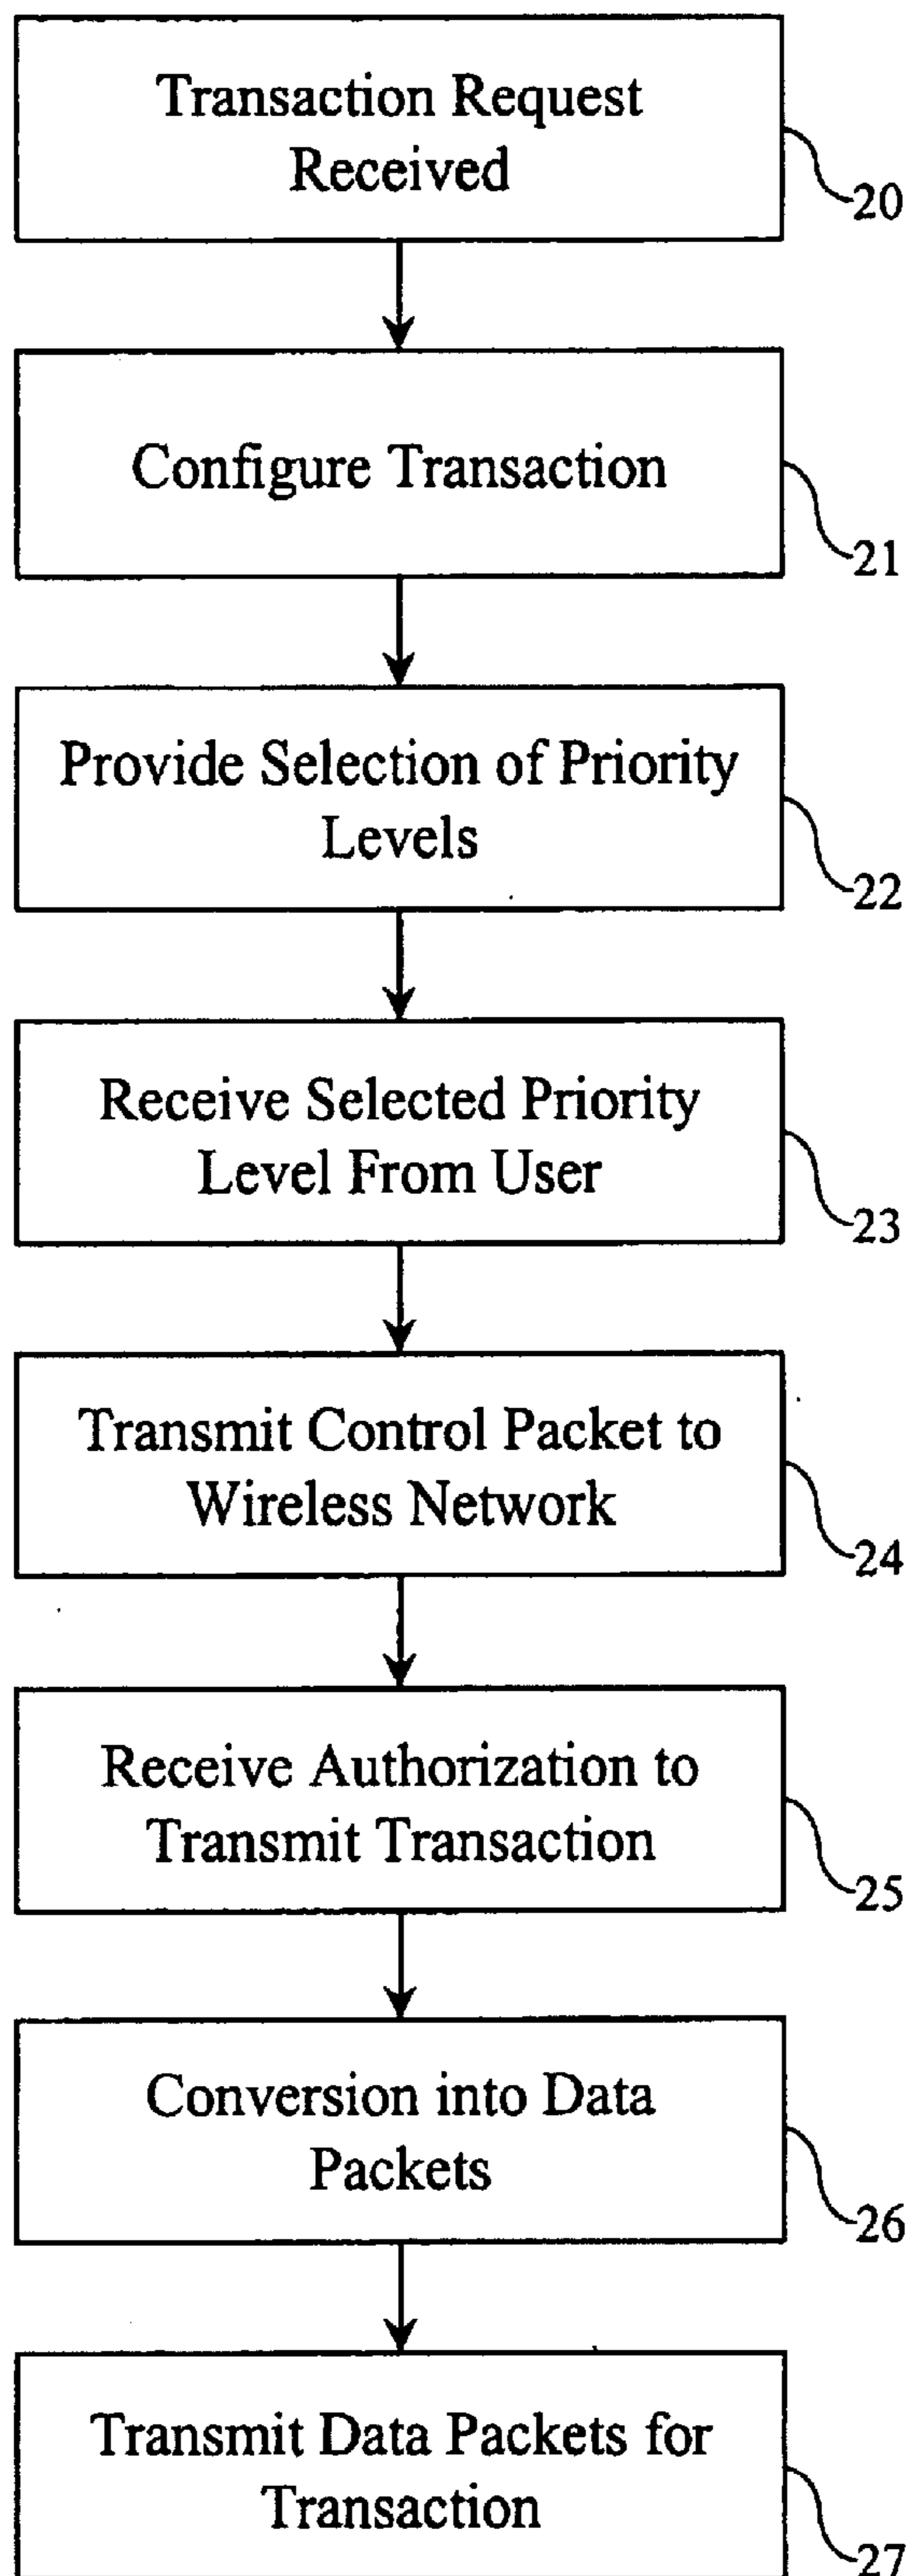 Transaction Request
Received
20
Configure Transaction
21
Provide Selection of Priority
Levels
22
Receive Selected Priority
Level From User
23
Transmit Control Packet to
Wireless Network
24
Receive Authorization to
Transmit Transaction
25
Conversion into Data
Packets
26
Transmit Data Packets for
Transaction
27